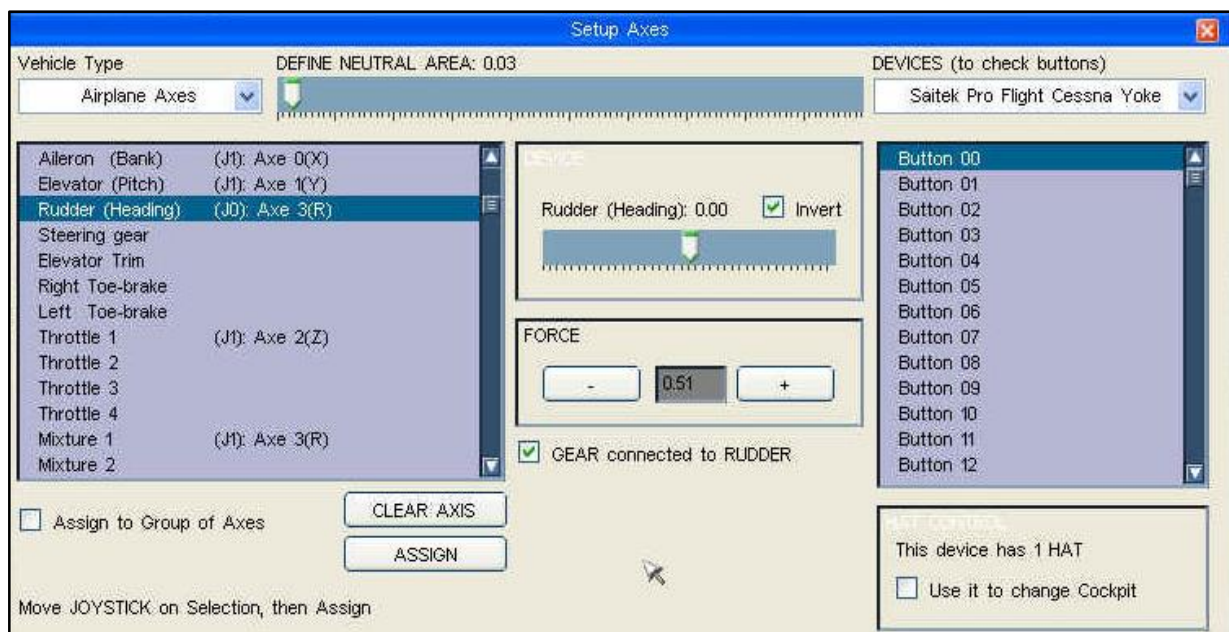 Setup Axes
Vehicle Type
DEFINE NEUTRAL AREA: 0.03
DEVICES (to check buttons)
Airplane Axes
Saitek Pro Flight Cessna Yoke
Aileron (Bank) (J1): Axe 0(X)
Elevator (Pitch) (J1): Axe 1(Y)
Rudder (Heading) (J0): Axe 3(R)
Steering gear
Elevator Trim
Right Toe-brake
Left Toe-brake
Throttle 1 (J1): Axe 2(Z)
Throttle 2
Throttle 3
Throttle 4
Mixture 1 (J1): Axe 3(R)
Mixture 2
DEVICE
Rudder (Heading): 0.00
Invert
FORCE
-
0.51
+
GEAR connected to RUDDER
Button 00
Button 01
Button 02
Button 03
Button 04
Button 05
Button 06
Button 07
Button 08
Button 09
Button 10
Button 11
Button 12
Assign to Group of Axes
CLEAR AXIS
ASSIGN
HAT CONTROL
This device has 1 HAT
Use it to change Cockpit
Move JOYSTICK on Selection, then Assign